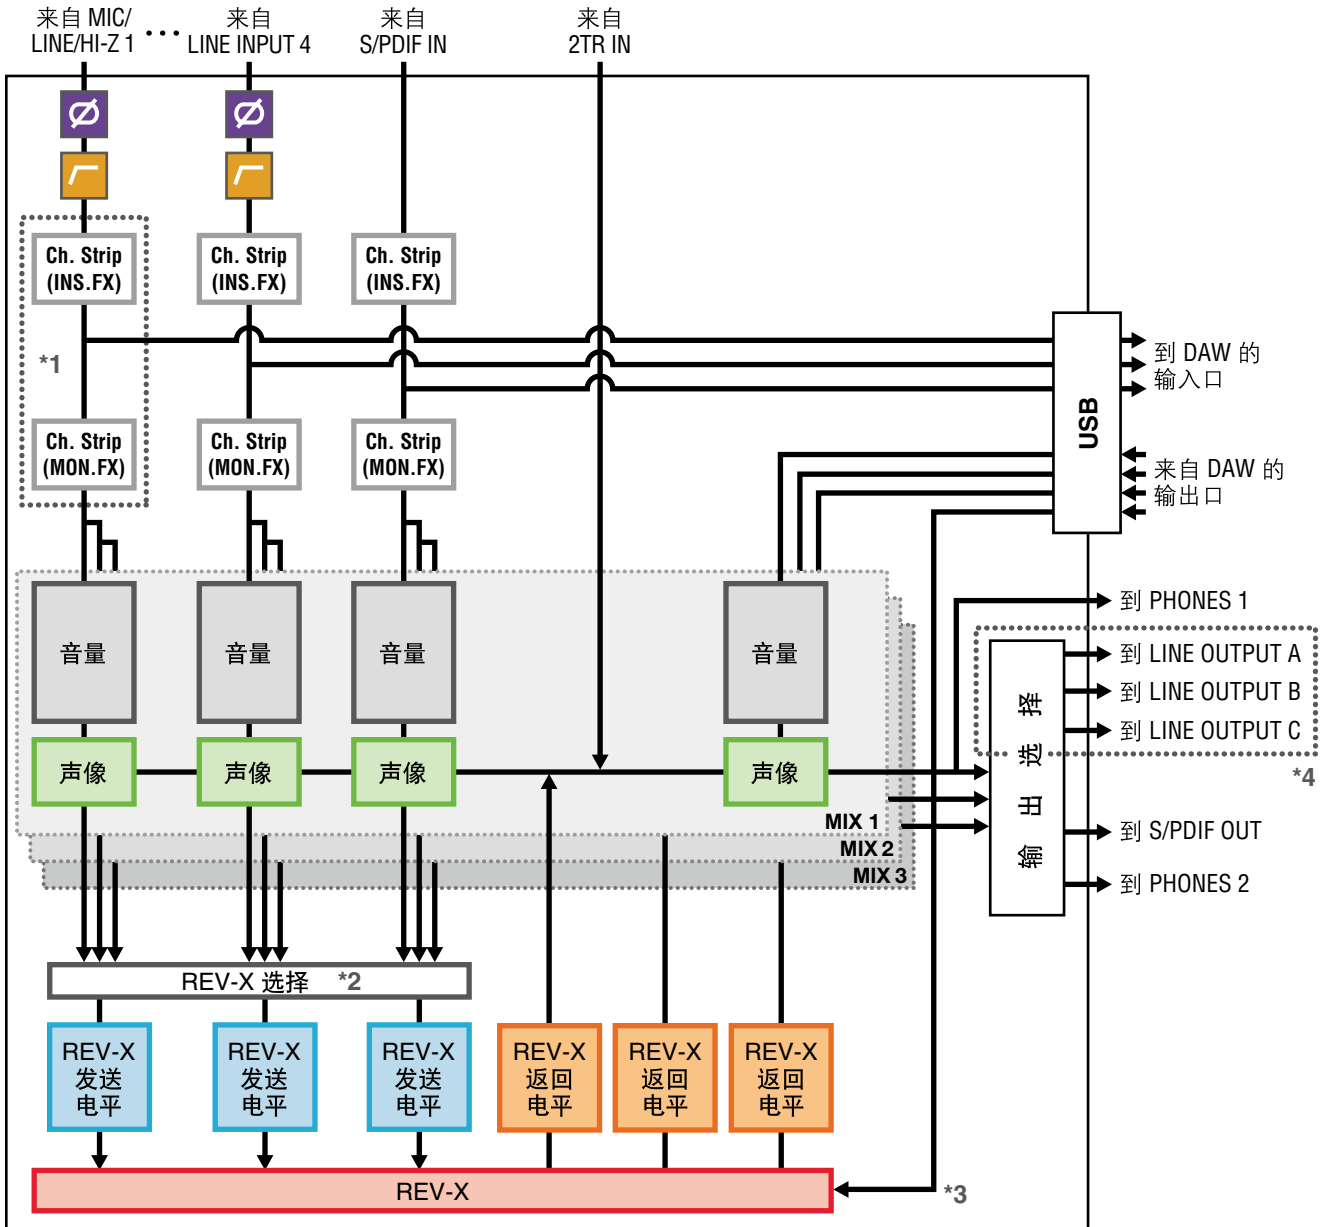 来自 MIC/
LINE/HI-Z 1
•••
来自
LINE INPUT 4
来自
S/PDIF IN
来自
2TR IN
Ch. Strip
(INS.FX)
Ch. Strip
(INS.FX)
Ch. Strip
(INS.FX)
*1
USB
到 DAW 的
输入口
Ch. Strip
(MON.FX)
Ch. Strip
(MON.FX)
Ch. Strip
(MON.FX)
来自 DAW 的
输出口
音量
音量
音量
音量
声像
声像
声像
声像
MIX 1
MIX 2
MIX 3
输出选择
到 PHONES 1
到 LINE OUTPUT A
到 LINE OUTPUT B
到 LINE OUTPUT C
*4
到 S/PDIF OUT
到 PHONES 2
REV-X 选择 *2
REV-X
发送
电平
REV-X
发送
电平
REV-X
发送
电平
REV-X
返回
电平
REV-X
返回
电平
REV-X
返回
电平
REV-X
*3